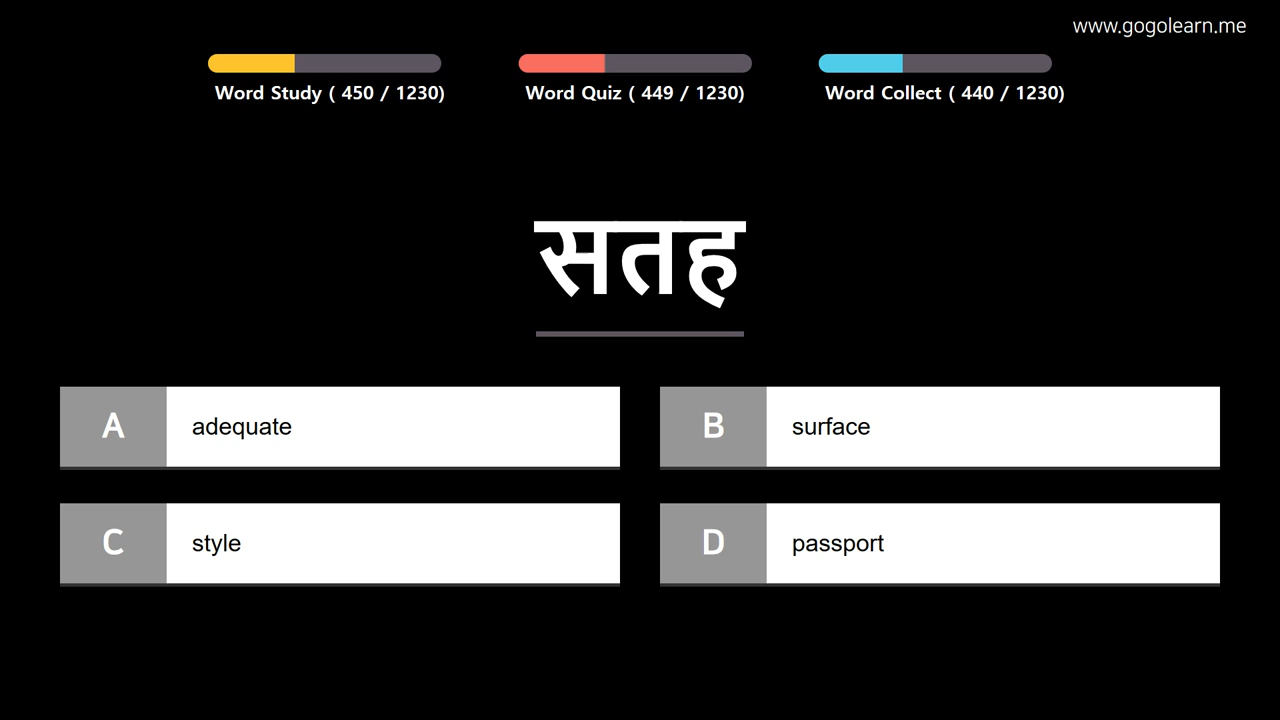 www.gogolearn.me
Word Study ( 450 / 1230)
Word Quiz ( 449 / 1230)
Word Collect ( 440 / 1230)
सतह
A adequate
B surface
C style
D passport